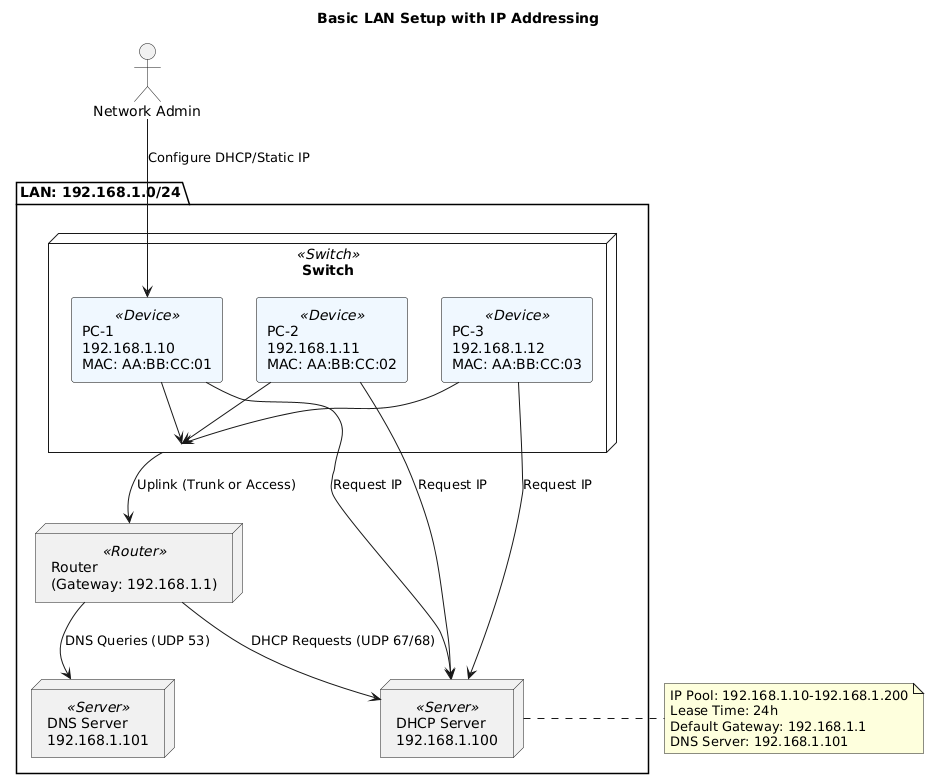 Basic LAN Setup with IP Addressing
Network Admin
Configure DHCP/Static IP
LAN: 192.168.1.0/24
«Switch»
Switch
«Device»
PC-1
192.168.1.10
MAC: AA:BB:CC:01
«Device»
PC-2
192.168.1.11
MAC: AA:BB:CC:02
«Device»
PC-3
192.168.1.12
MAC: AA:BB:CC:03
Uplink (Trunk or Access)
Request IP
Request IP
Request IP
«Router»
Router
(Gateway: 192.168.1.1)
DNS Queries (UDP 53)
DHCP Requests (UDP 67/68)
«Server»
DNS Server
192.168.1.101
«Server»
DHCP Server
192.168.1.100
IP Pool: 192.168.1.10-192.168.1.200
Lease Time: 24h
Default Gateway: 192.168.1.1
DNS Server: 192.168.1.101